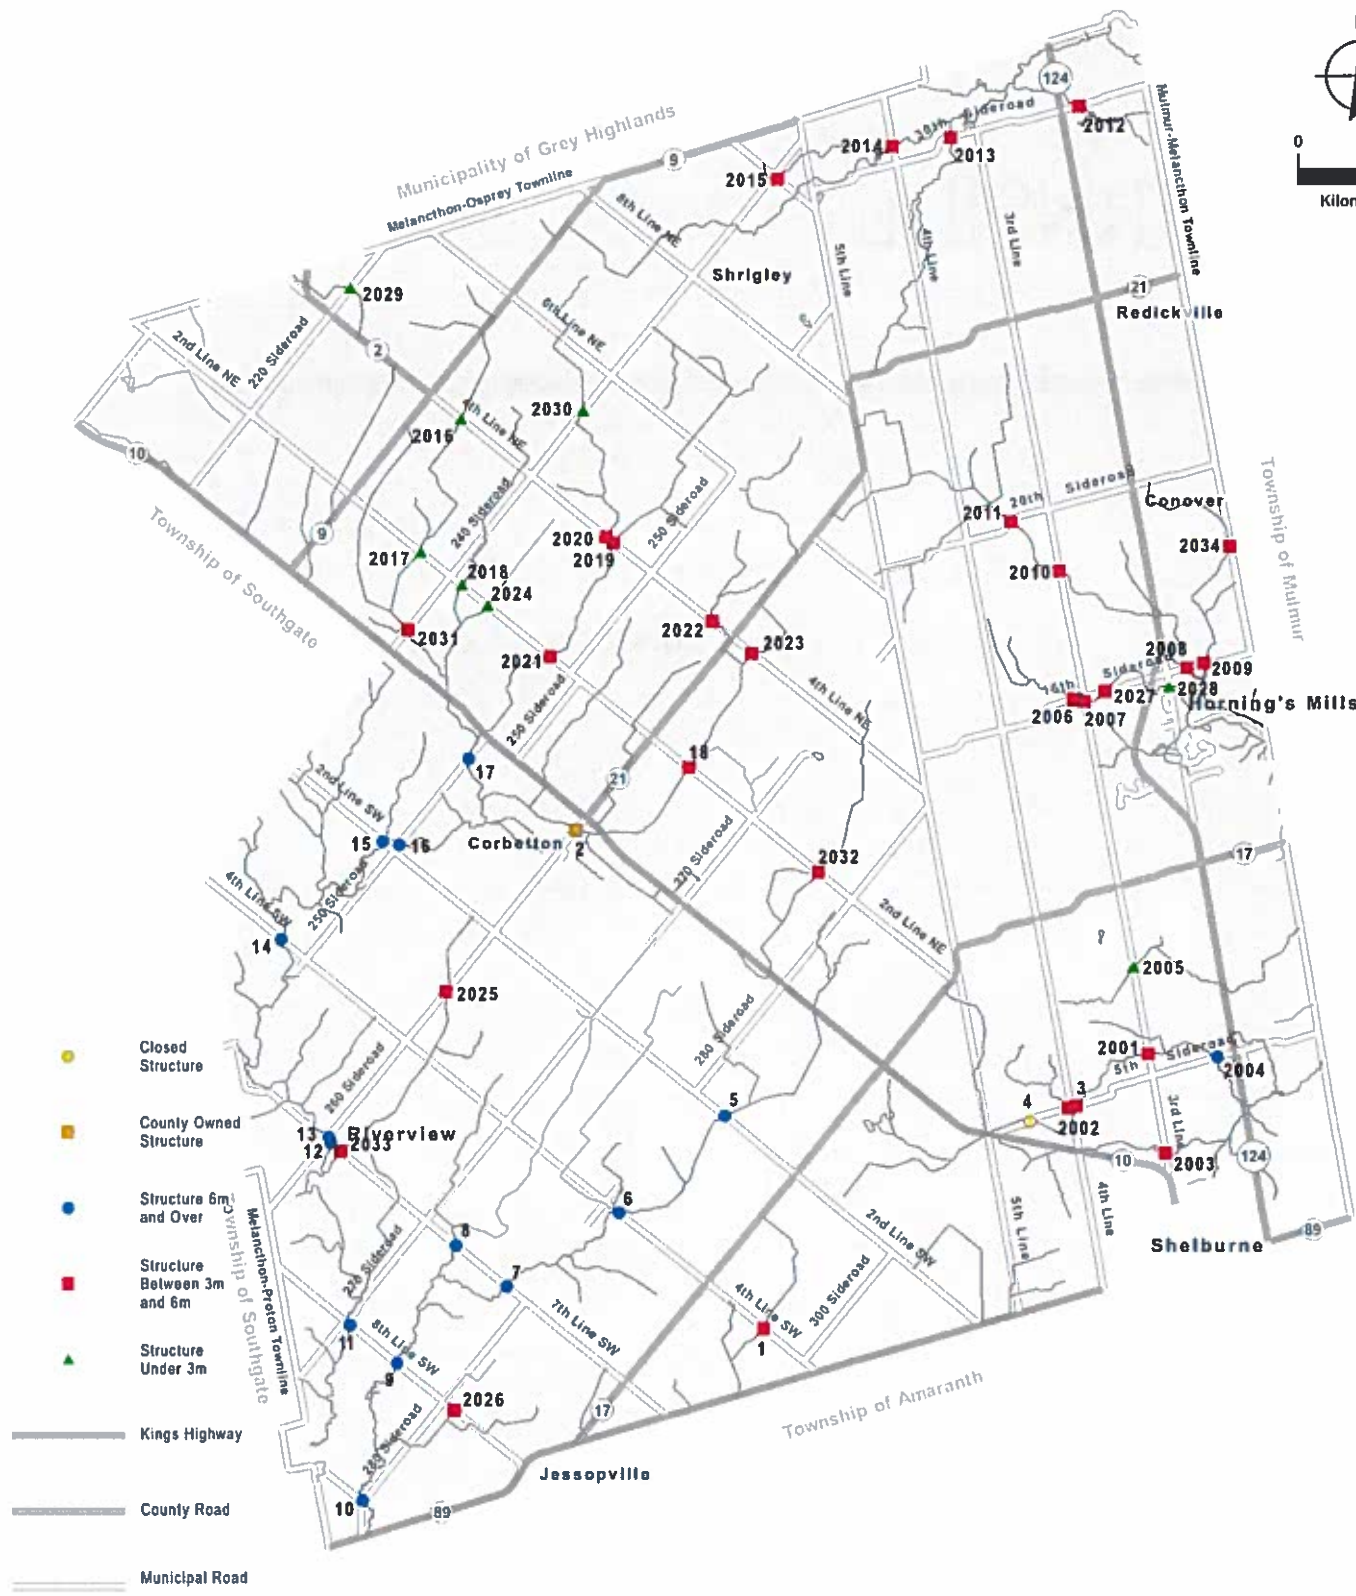 124
2012
0
Kilom
Mulmur-Melancthon Townline
Municipality of Grey Highlands
9
Melancthon-Osprey Townline
2014
Sideroad
2013
2015
8th Line NE
Shrigley
5th Line
4th Line
3rd Line
21
Redickville
2029
2
2nd Line NE
220 Sideroad
6th Line NE
2030
2016
4th Line NE
10
9
Township of Southgate
240 Sideroad
250 Sideroad
2020
2019
2017
2018
2024
2031
2021
250 Sideroad
2022
2023
4th Line NE
2011
20th Sideroad
Conover
2034
2010
Township of Mulmur
2008
2009
16th Sideroad
2027
2028
2006
2007
Horning's Mills
18
17
21
2nd Line SW
15
16
Corbetton
2
270 Sideroad
2032
17
4th Line SW
250 Sideroad
14
2nd Line NE
2005
2025
280 Sideroad
2001
5th Sideroad
2004
260 Sideroad
5
4
3
2002
3rd Line
2003
10
124
13
12
2033
Riverview
6
5th Line
4th Line
89
Shelburne
8
7
2nd Line SW
300 Sideroad
4th Line SW
1
7th Line SW
11
8th Line SW
9
Melancthon-Proton Townline
Township of Southgate
2026
17
Township of Amaranth
Jessopville
10
89
Closed
Structure
County Owned
Structure
Structure 6m
and Over
Structure
Between 3m
and 6m
Structure
Under 3m
Kings Highway
County Road
Municipal Road